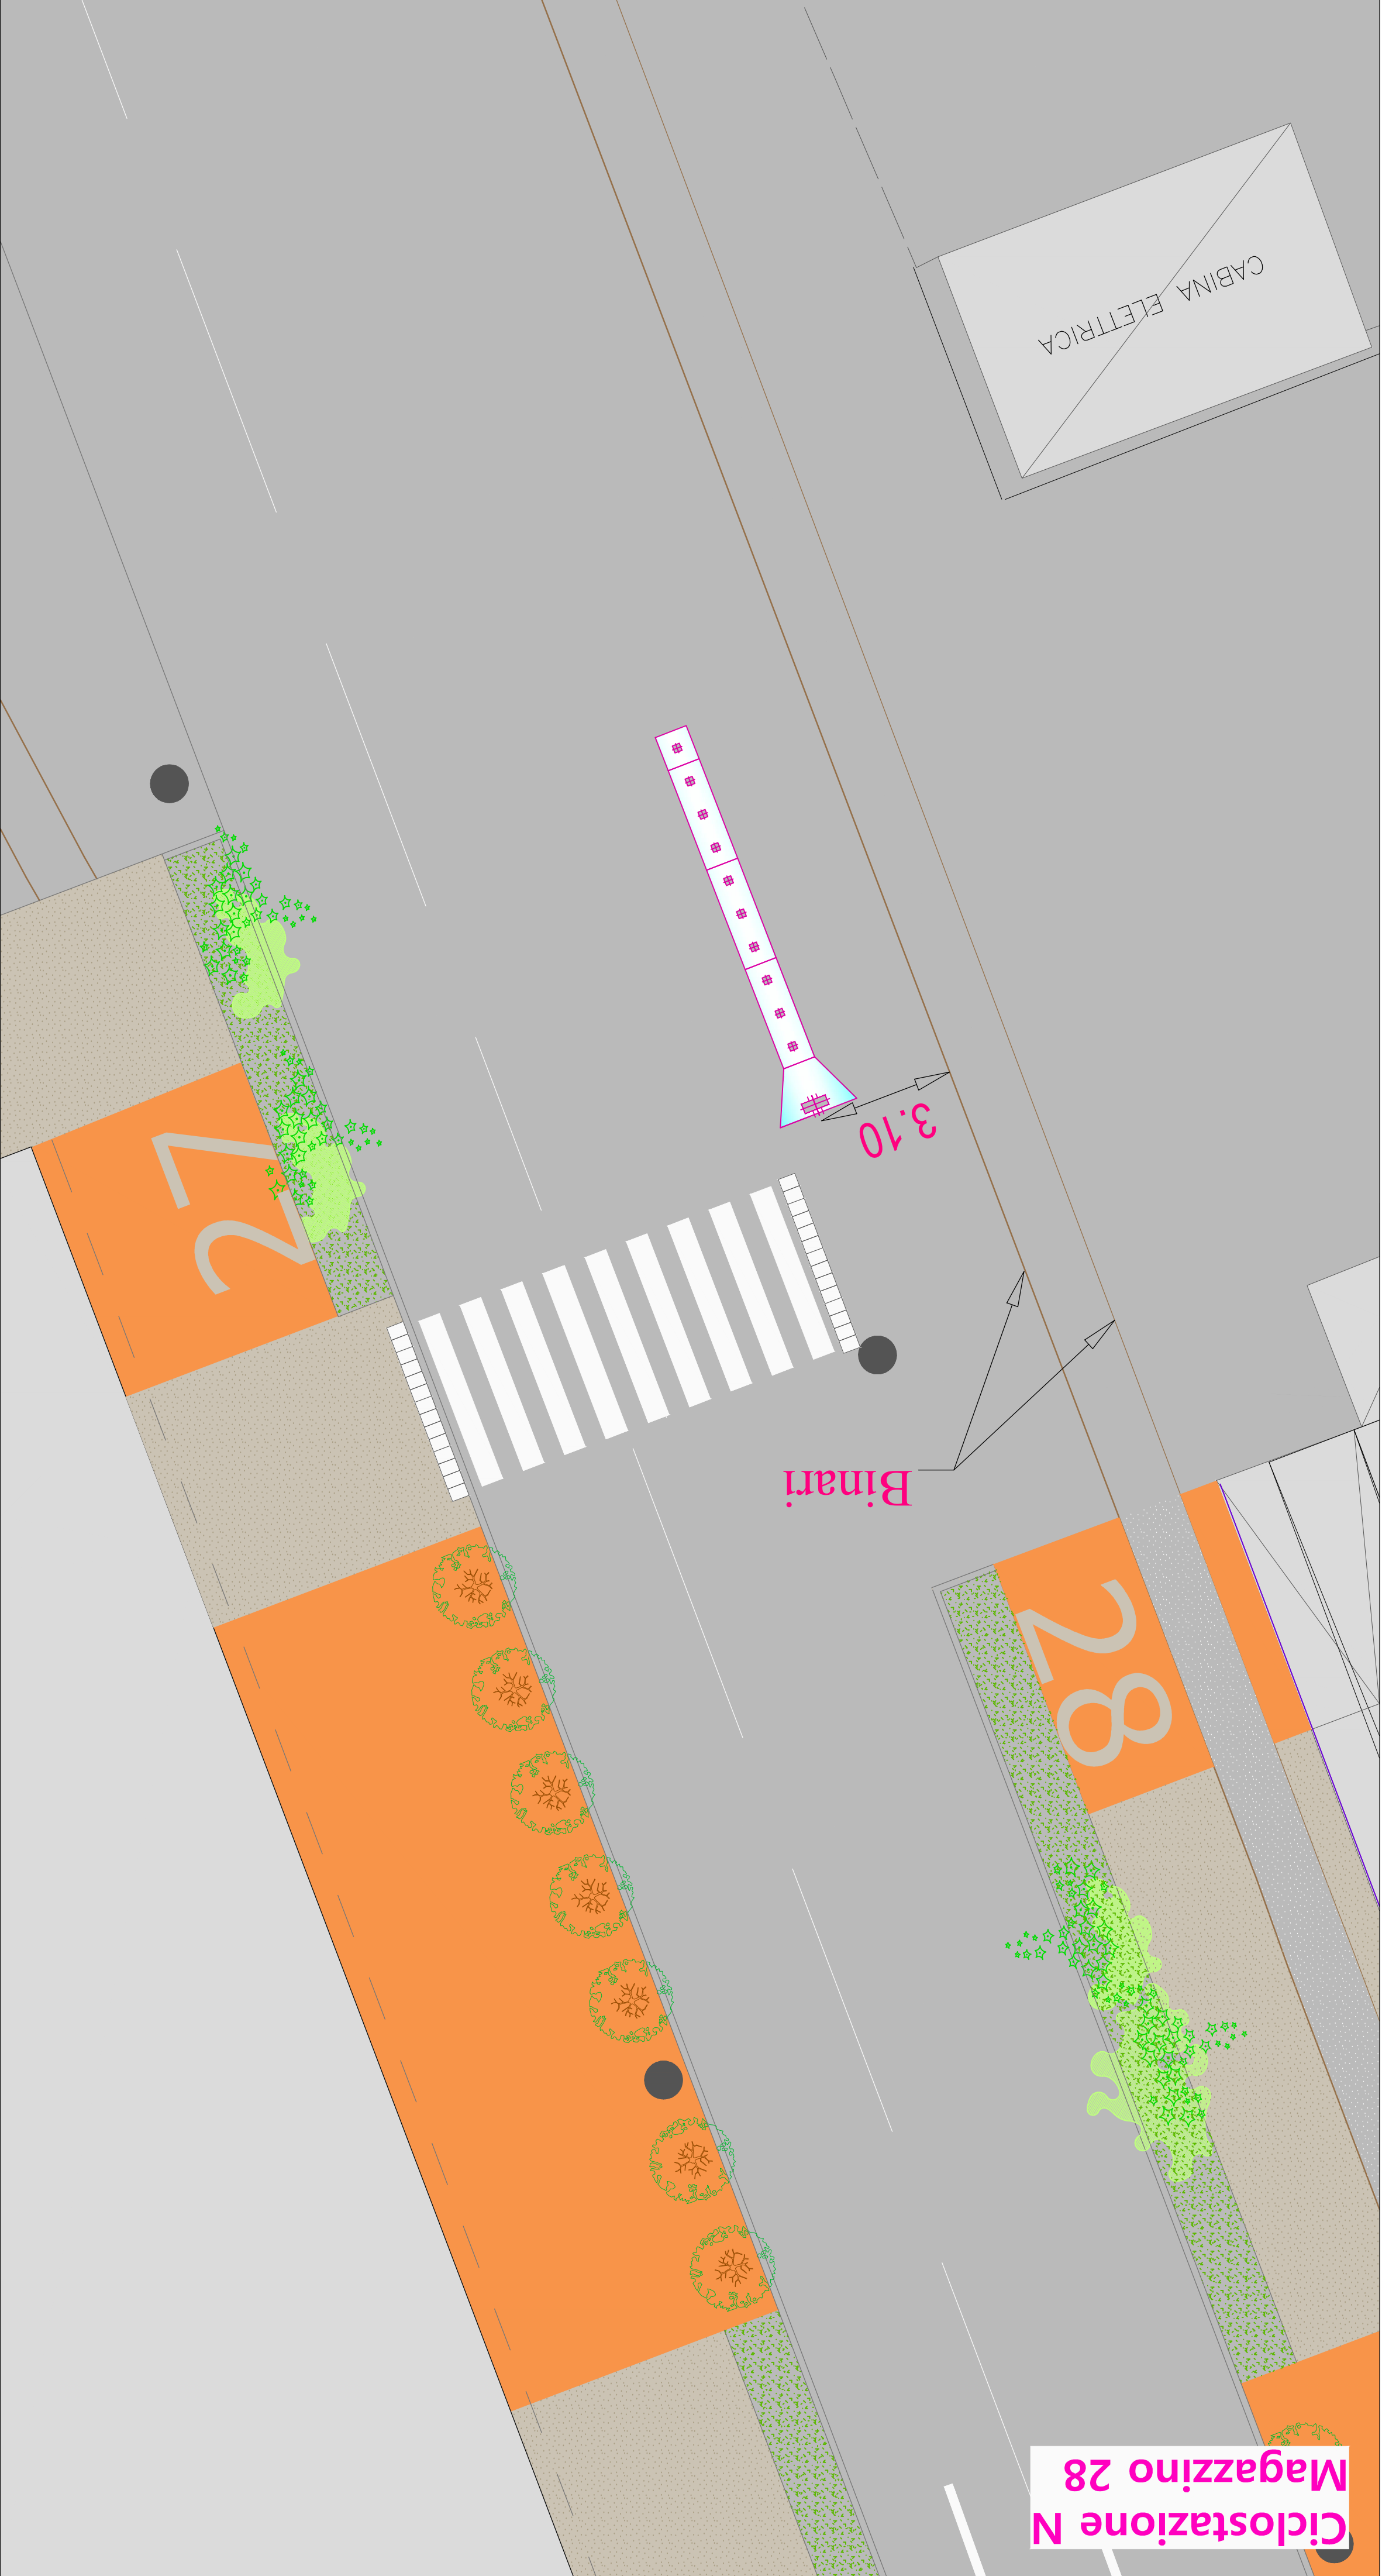 Ciclostazione N
Magazzino 28
28
Binari
27
3.10
CABINA ELETTRICA